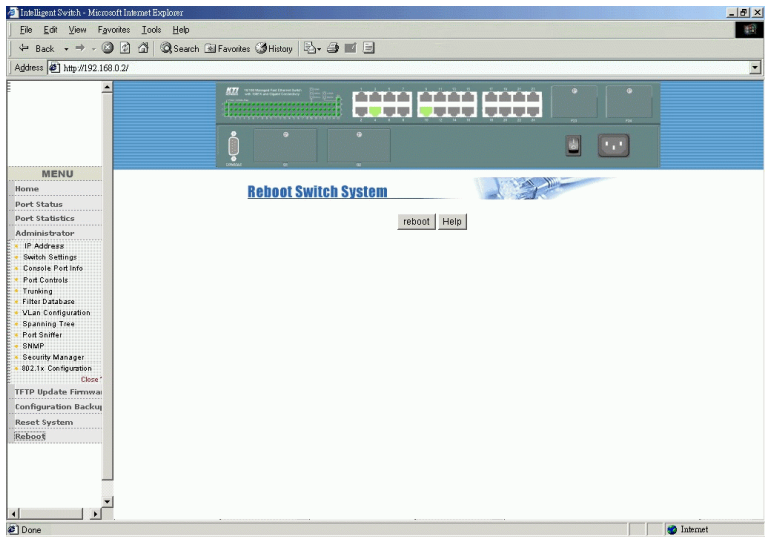 Intelligent Switch - Microsoft Internet Explorer
File Edit View Favorites Tools Help
Back Search Favorites History
Address http://192.168.0.2/
MENU
Home
Port Status
Port Statistics
Administrator
IP Address
Switch Settings
Console Port Info
Port Controls
Trunking
Filter Database
VLan Configuration
Spanning Tree
Port Sniffer
SNMP
Security Manager
802.1x Configuration
Close
TFTP Update Firmwa
Configuration Backup
Reset System
Reboot
Reboot Switch System
reboot Help
Done Internet